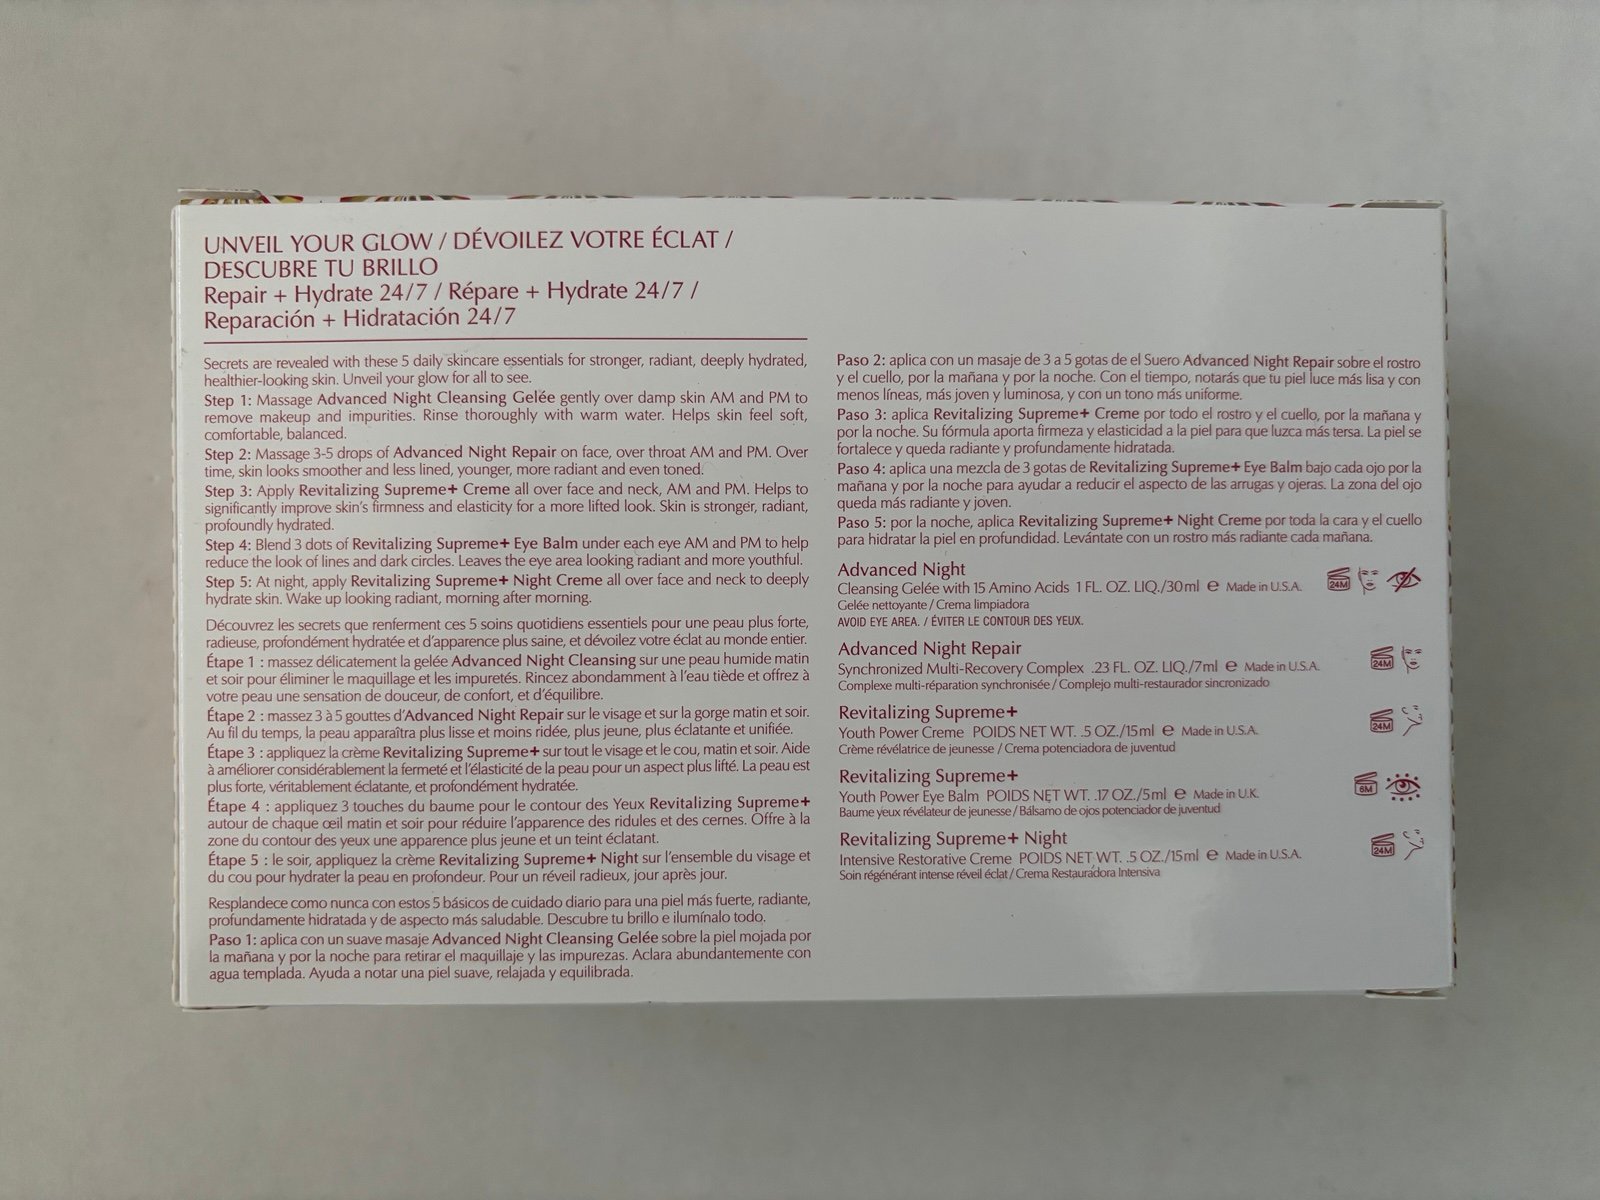 UNVEIL YOUR GLOW / DÉVOILEZ VOTRE ÉCLAT /
DESCUBRE TU BRILLO
Repair + Hydrate 24/7 / Répare + Hydrate 24/7 /
Reparación + Hidratación 24/7
Secrets are revealed with these 5 daily skincare essentials for stronger, radiant, deeply hydrated,
healthier-looking skin. Unveil your glow for all to see.
Step 1: Massage Advanced Night Cleansing Gelée gently over damp skin AM and PM to
remove makeup and impurities. Rinse thoroughly with warm water. Helps skin feel soft,
comfortable, balanced.
Step 2: Massage 3-5 drops of Advanced Night Repair on face, over throat AM and PM. Over
time, skin looks smoother and less lined, younger, more radiant and even toned.
Step 3: Apply Revitalizing Supreme+ Creme all over face and neck, AM and PM. Helps to
significantly improve skin's firmness and elasticity for a more lifted look. Skin is stronger, radiant,
profoundly hydrated.
Step 4: Blend 3 dots of Revitalizing Supreme+ Eye Balm under each eye AM and PM to help
reduce the look of lines and dark circles. Leaves the eye area looking radiant and more youthful.
Step 5: At night, apply Revitalizing Supreme+ Night Creme all over face and neck to deeply
hydrate skin. Wake up looking radiant, morning after morning.
Découvrez les secrets que renferment ces 5 soins quotidiens essentiels pour une peau plus forte,
radieuse, profondément hydratée et d'apparence plus saine, et dévoilez votre éclat au monde entier.
Étape 1 : massez délicatement la gelée Advanced Night Cleansing sur une peau humide matin
et soir pour éliminer le maquillage et les impuretés. Rincez abondamment à l'eau tiède et offrez à
votre peau une sensation de douceur, de confort, et d'équilibre.
Étape 2 : massez 3 à 5 gouttes d'Advanced Night Repair sur le visage et sur la gorge matin et soir.
Au fil du temps, la peau apparaîtra plus lisse et moins ridée, plus jeune, plus éclatante et unifiée.
Étape 3 : appliquez la crème Revitalizing Supreme+ sur tout le visage et le cou, matin et soir. Aide
à améliorer considérablement la fermeté et l'élasticité de la peau pour un aspect plus lifté. La peau est
plus forte, véritablement éclatante, et profondément hydratée.
Étape 4 : appliquez 3 touches du baume pour le contour des Yeux Revitalizing Supreme+
autour de chaque œil matin et soir pour réduire l'apparence des ridules et des cernes. Offre à la
zone du contour des yeux une apparence plus jeune et un teint éclatant.
Étape 5 : le soir, appliquez la crème Revitalizing Supreme+ Night sur l'ensemble du visage et
du cou pour hydrater la peau en profondeur. Pour un réveil radieux, jour après jour.
Resplandece como nunca con estos 5 básicos de cuidado diario para una piel más fuerte, radiante,
profundamente hidratada y de aspecto más saludable. Descubre tu brillo e ilumínalo todo.
Paso 1: aplica con un suave masaje Advanced Night Cleansing Gelée sobre la piel mojada por
la mañana y por la noche para retirar el maquillaje y las impurezas. Aclara abundantemente con
agua templada. Ayuda a notar una piel suave, relajada y equilibrada.
Paso 2: aplica con un masaje de 3 a 5 gotas de el Suero Advanced Night Repair sobre el rostro
y el cuello, por la mañana y por la noche. Con el tiempo, notarás que tu piel luce más lisa y con
menos líneas, más joven y luminosa, y con un tono más uniforme.
Paso 3: aplica Revitalizing Supreme+ Creme por todo el rostro y el cuello, por la mañana y
por la noche. Su fórmula aporta firmeza y elasticidad a la piel para que luzca más tersa. La piel se
fortalece y queda radiante y profundamente hidratada.
Paso 4: aplica una mezcla de 3 gotas de Revitalizing Supreme+ Eye Balm bajo cada ojo por la
mañana y por la noche para ayudar a reducir el aspecto de las arrugas y ojeras. La zona del ojo
queda más radiante y joven.
Paso 5: por la noche, aplica Revitalizing Supreme+ Night Creme por toda la cara y el cuello
para hidratar la piel en profundidad. Levántate con un rostro más radiante cada mañana.
Advanced Night
Cleansing Gelée with 15 Amino Acids 1 FL. OZ. LIQ./30ml ℮ Made in U.S.A. 24M
Gelée nettoyante / Crema limpiadora
AVOID EYE AREA. / ÉVITER LE CONTOUR DES YEUX.
Advanced Night Repair
Synchronized Multi-Recovery Complex .23 FL. OZ. LIQ./7ml ℮ Made in U.S.A. 24M
Complexe multi-réparation synchronisée / Complejo multi-restaurador sincronizado
Revitalizing Supreme+
Youth Power Creme POIDS NET WT. .5 OZ./15ml ℮ Made in U.S.A. 24M
Crème révélatrice de jeunesse / Crema potenciadora de juventud
Revitalizing Supreme+
Youth Power Eye Balm POIDS NET WT. .17 OZ./5ml ℮ Made in U.K. 6M
Baume yeux révélateur de jeunesse / Bálsamo de ojos potenciador de juventud
Revitalizing Supreme+ Night
Intensive Restorative Creme POIDS NET WT. .5 OZ./15ml ℮ Made in U.S.A. 24M
Soin régénérant intense réveil éclat / Crema Restauradora Intensiva